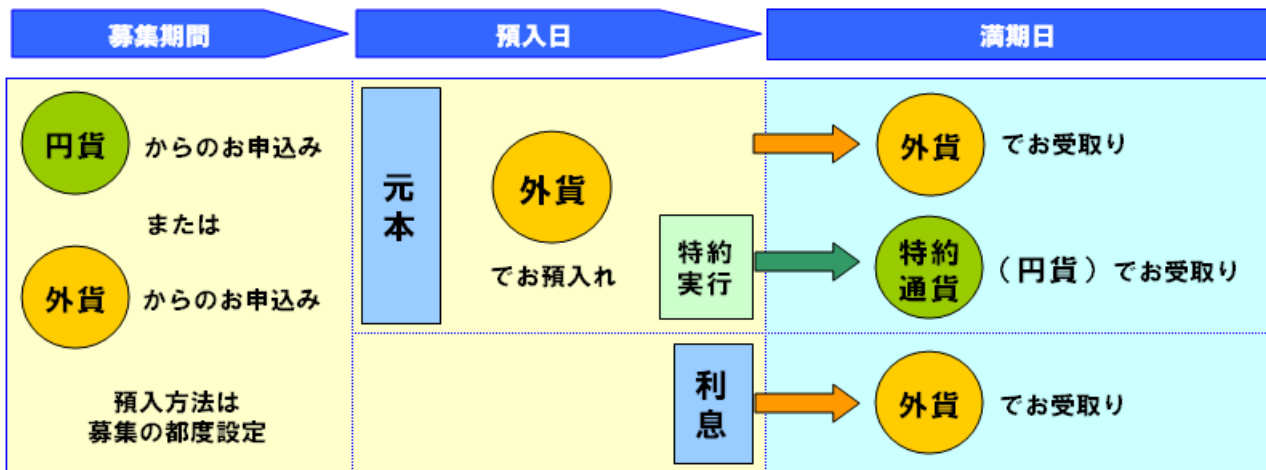 募集期間
預入日
満期日
円貨 からのお申込み
または
外貨 からのお申込み
預入方法は
募集の都度設定
元
本
外貨
でお預入れ
特約
実行
外貨 でお受取り
特約
通貨 (円貨)でお受取り
利
息
外貨 でお受取り